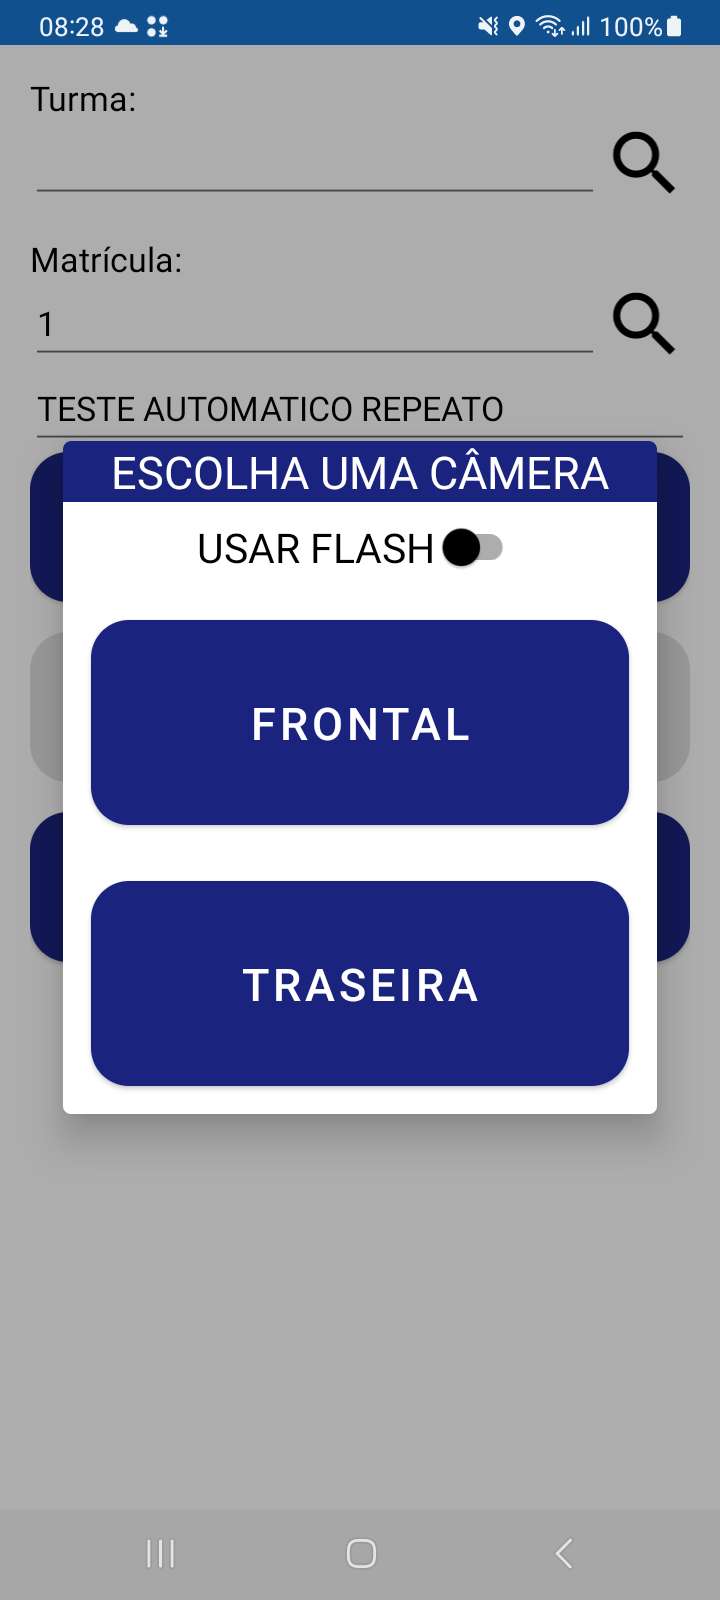 08:28
100%
Turma:
Matrícula:
1
TESTE AUTOMATICO REPEATO
ESCOLHA UMA CÂMERA
USAR FLASH
FRONTAL
TRASEIRA